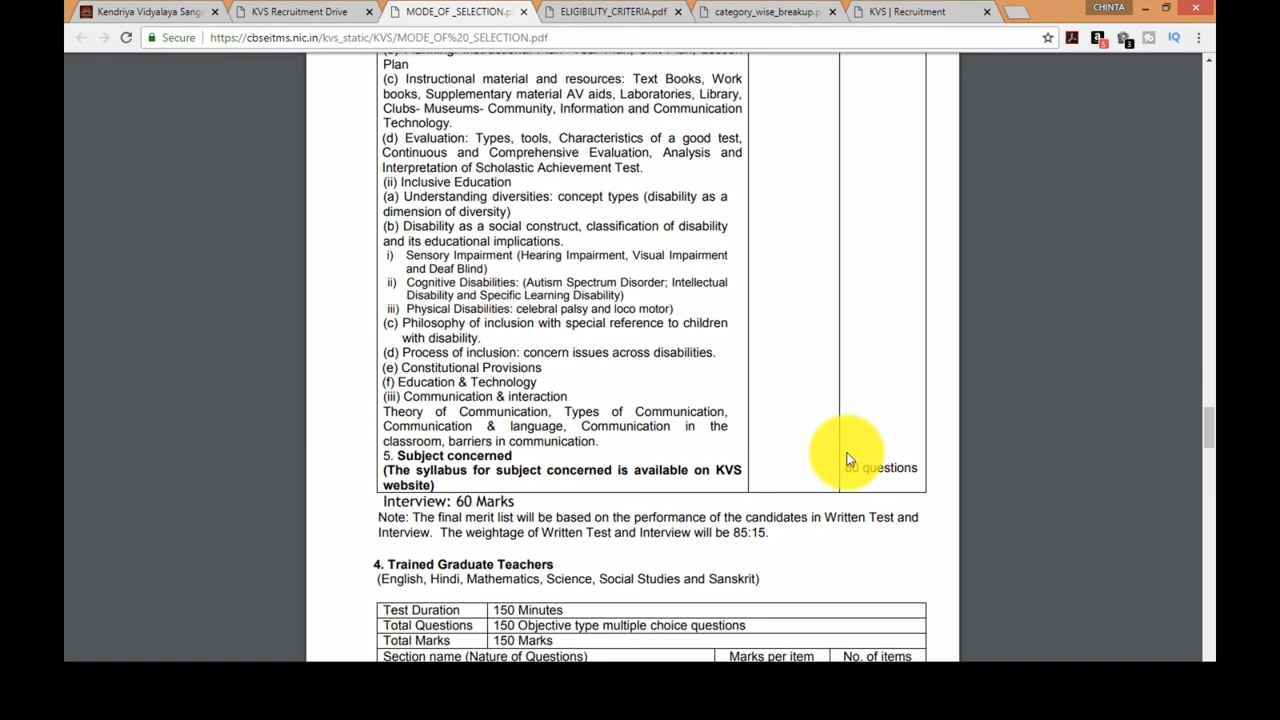 Kendriya Vidyalaya Sang
KVS Recruitment Drive
MODE_OF _SELECTION.p
ELIGIBILITY_CRITERIA.pdf
category_wise_breakup.p
KVS | Recruitment
CHINTA
Secure
https://cbseitms.nic.in/kvs_static/KVS/MODE_OF%20_SELECTION.pdf
Plan
(c) Instructional material and resources: Text Books, Work
books, Supplementary material AV aids, Laboratories, Library,
Clubs- Museums- Community, Information and Communication
Technology.
(d) Evaluation: Types, tools, Characteristics of a good test,
Continuous and Comprehensive Evaluation, Analysis and
Interpretation of Scholastic Achievement Test.
(ii) Inclusive Education
(a) Understanding diversities: concept types (disability as a
dimension of diversity)
(b) Disability as a social construct, classification of disability
and its educational implications.
i) Sensory Impairment (Hearing Impairment, Visual Impairment
and Deaf Blind)
ii) Cognitive Disabilities: (Autism Spectrum Disorder; Intellectual
Disability and Specific Learning Disability)
iii) Physical Disabilities: celebral palsy and loco motor)
(c) Philosophy of inclusion with special reference to children
with disability.
(d) Process of inclusion: concern issues across disabilities.
(e) Constitutional Provisions
(f) Education & Technology
(iii) Communication & interaction
Theory of Communication, Types of Communication,
Communication & language, Communication in the
classroom, barriers in communication.
5. Subject concerned
(The syllabus for subject concerned is available on KVS
website)
questions
Interview: 60 Marks
Note: The final merit list will be based on the performance of the candidates in Written Test and
Interview. The weightage of Written Test and Interview will be 85:15.
4. Trained Graduate Teachers
(English, Hindi, Mathematics, Science, Social Studies and Sanskrit)
Test Duration 150 Minutes
Total Questions 150 Objective type multiple choice questions
Total Marks 150 Marks
Section name (Nature of Questions) Marks per item No. of items